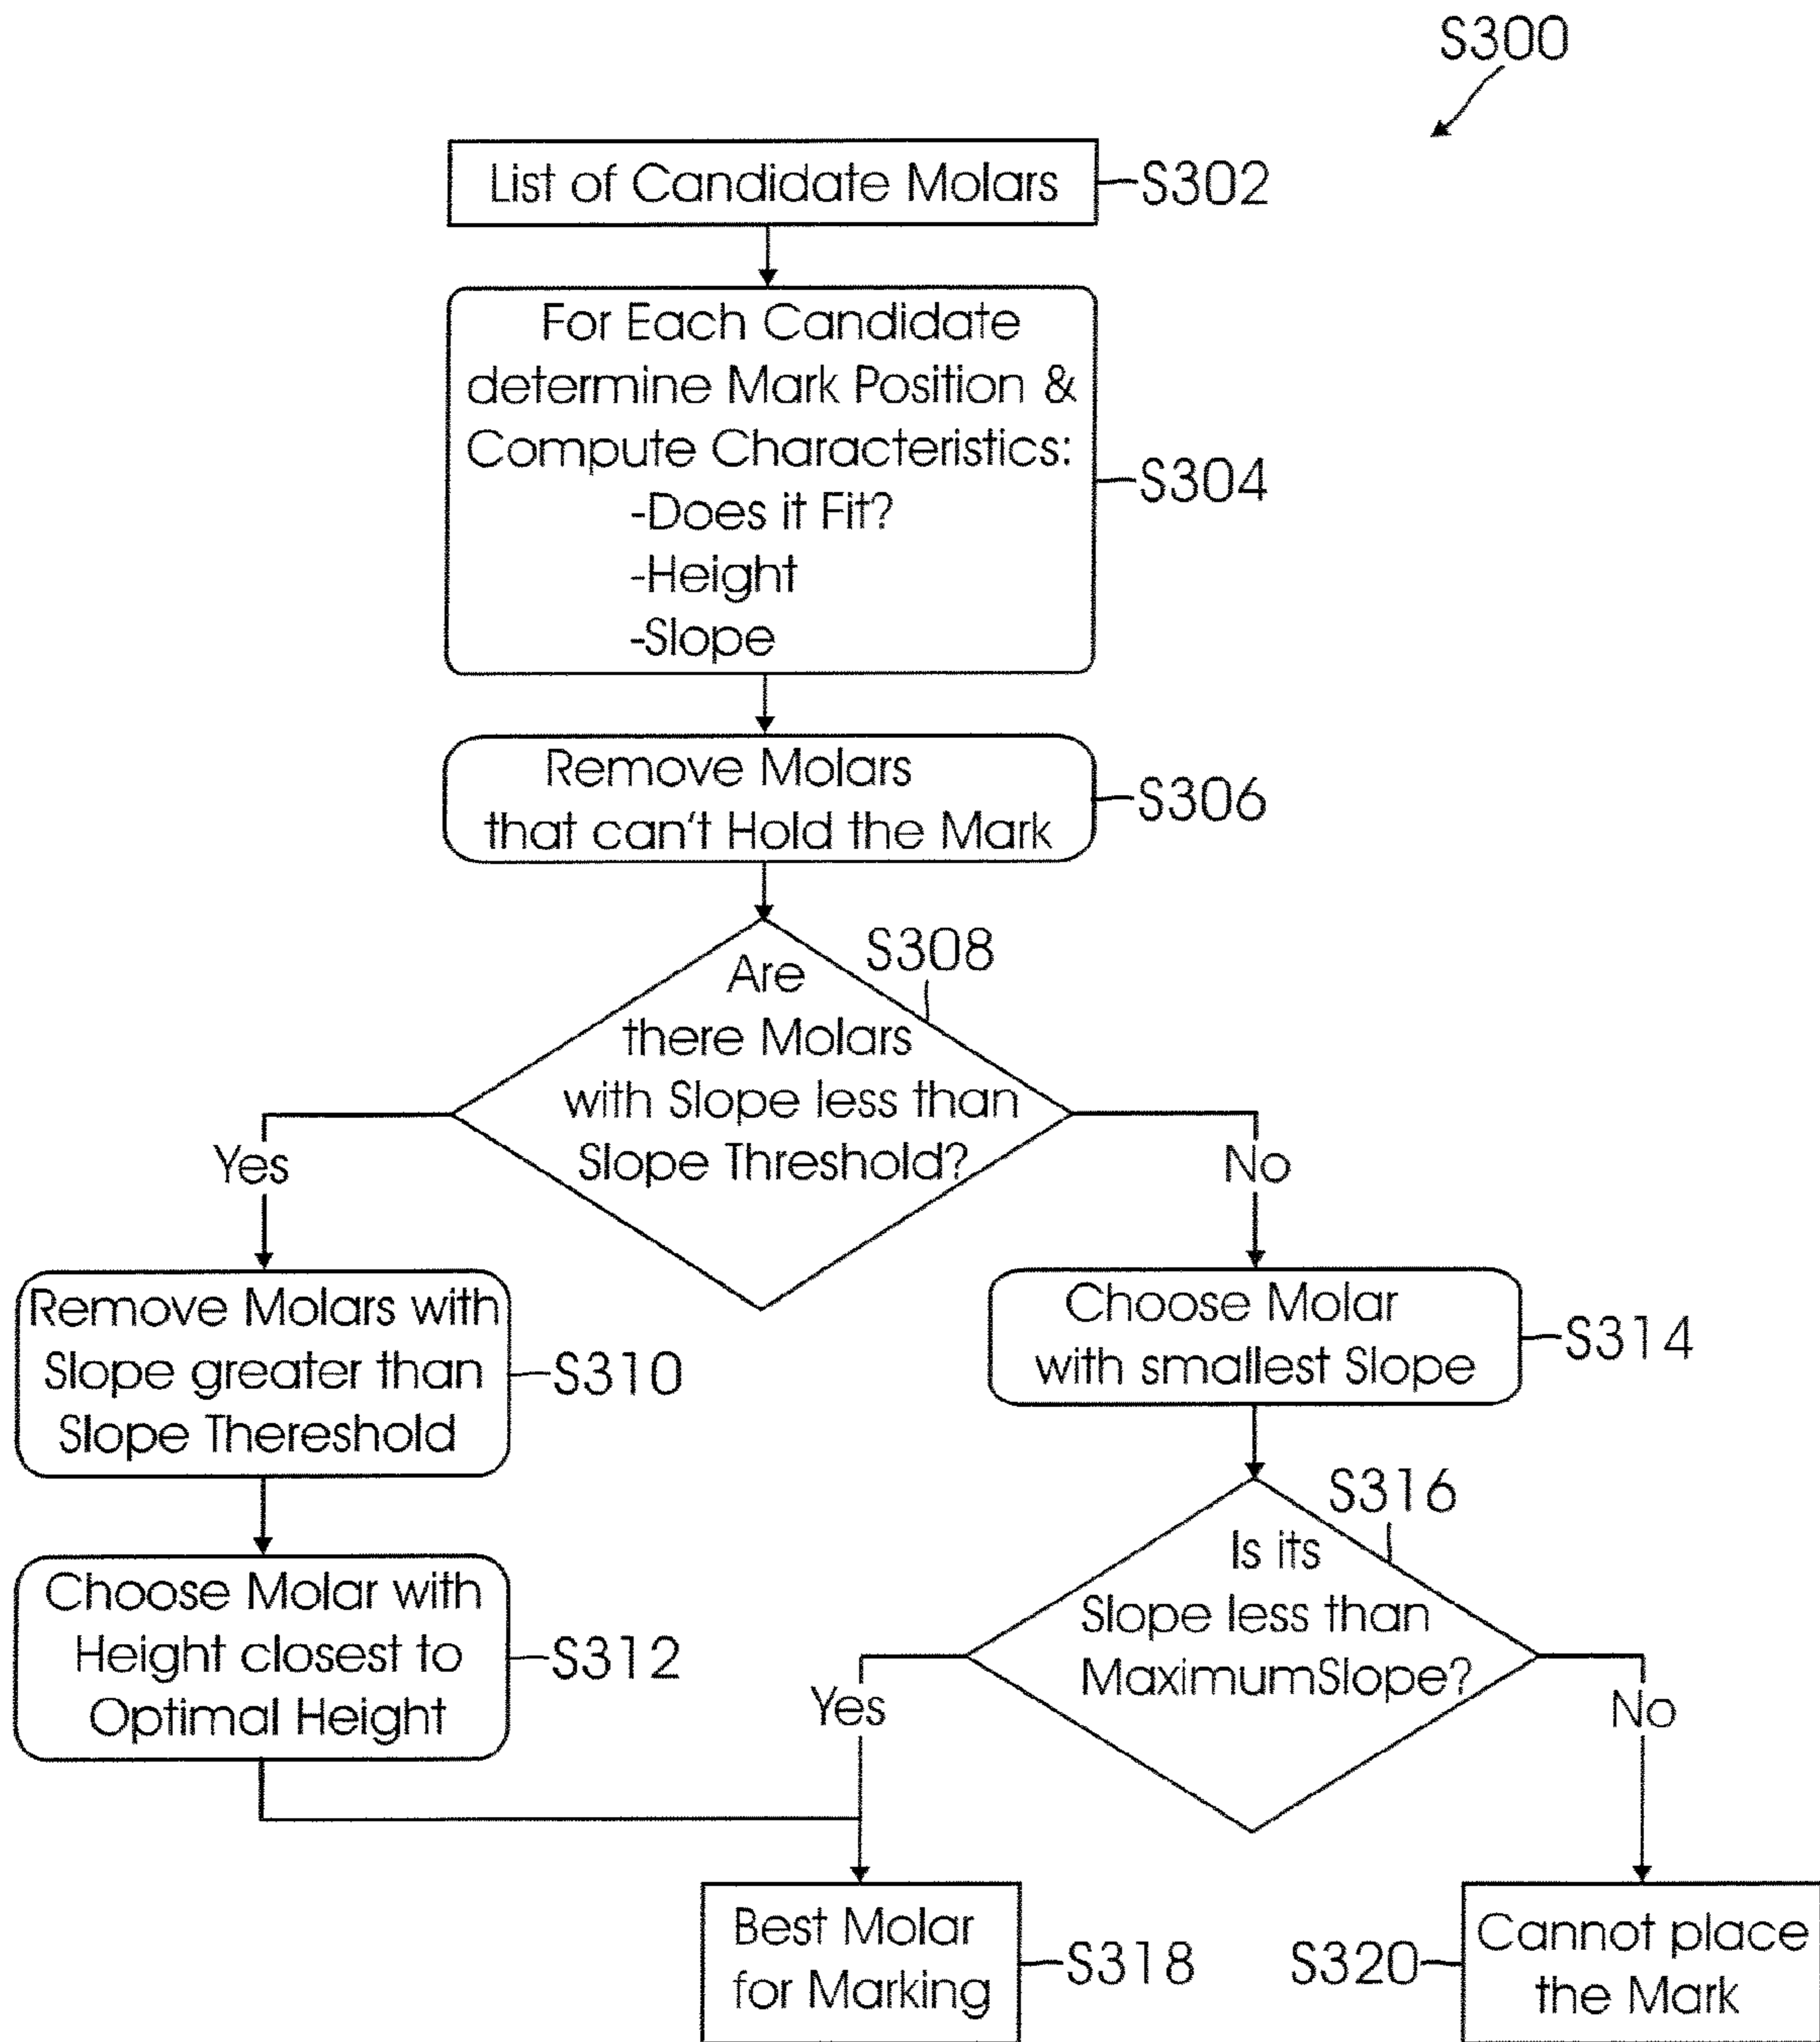 S300
List of Candidate Molars
S302
For Each Candidate
determine Mark Position &
Compute Characteristics:
-Does it Fit?
-Height
-Slope
S304
Remove Molars
that can't Hold the Mark
S306
S308
Are
there Molars
with Slope less than
Slope Threshold?
Yes
No
Remove Molars with
Slope greater than
Slope Thereshold
S310
Choose Molar
with smallest Slope
S314
Choose Molar with
Height closest to
Optimal Height
S312
S316
Is its
Slope less than
MaximumSlope?
Yes
No
Best Molar
for Marking
S318
S320
Cannot place
the Mark